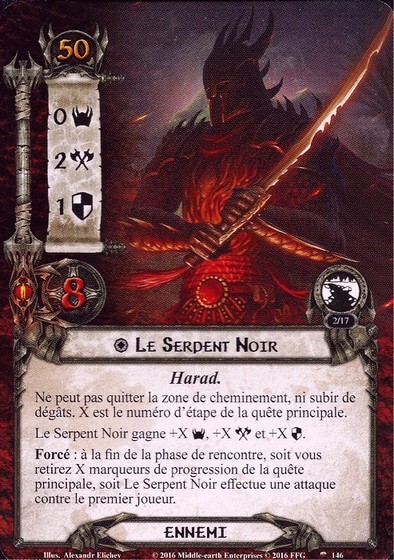 50
0
2
1
8
2/17
Le Serpent Noir
Harad.
Ne peut pas quitter la zone de cheminement, ni subir de
dégâts. X est le numéro d'étape de la quête principale.
Le Serpent Noir gagne +X , +X et +X .
Forcé : à la fin de la phase de rencontre, soit vous
retirez X marqueurs de progression de la quête
principale, soit Le Serpent Noir effectue une attaque
contre le premier joueur.
ENNEMI
Illus. Alexandr Elichev © 2016 Middle-earth Enterprises © 2016 FFG 146